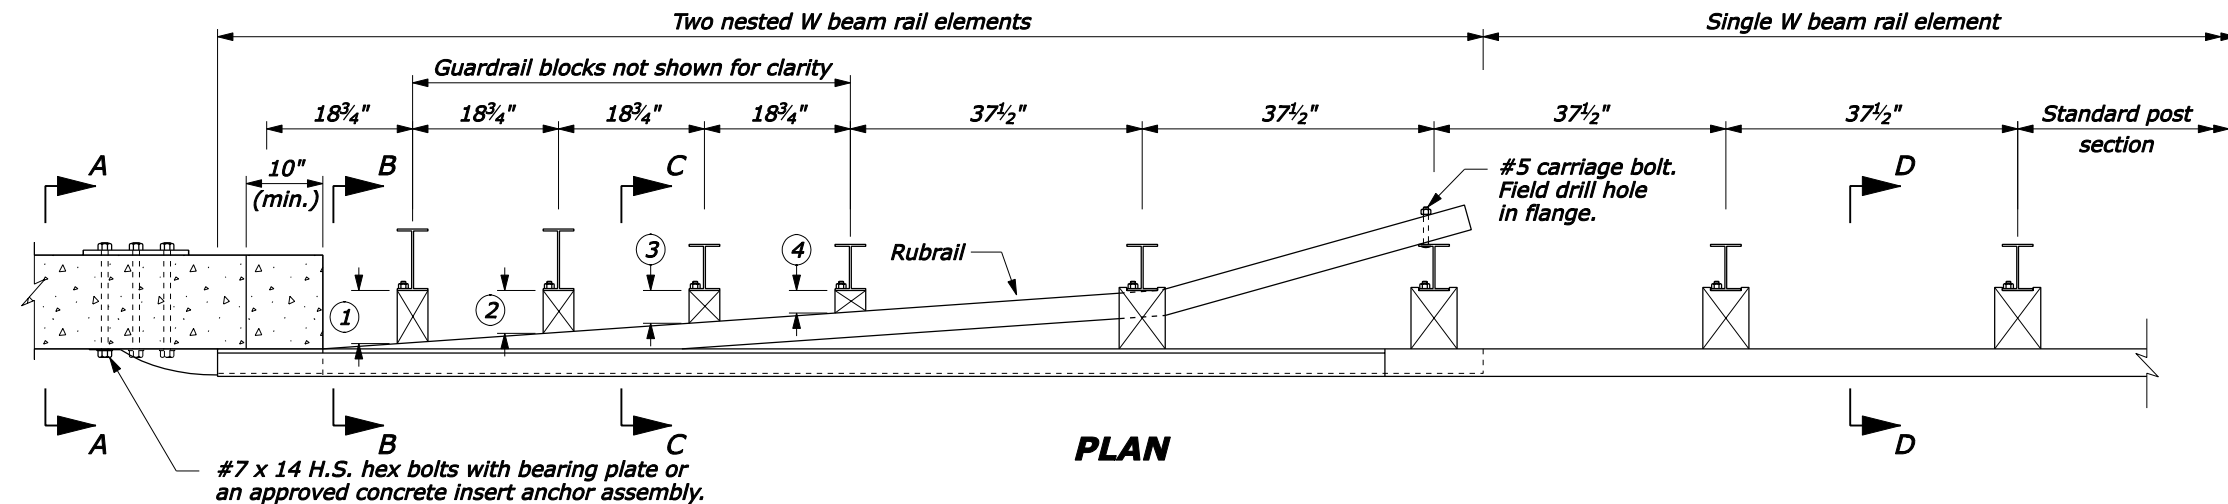 Two nested W beam rail elements
Single W beam rail element
Guardrail blocks not shown for clarity
18¾"
18¾"
18¾"
18¾"
37½"
37½"
37½"
37½"
Standard post
section
A
10"
(min.)
B
C
#5 carriage bolt.
Field drill hole
in flange.
D
1
2
3
4
Rubrail
A
B
C
D
PLAN
#7 x 14 H.S. hex bolts with bearing plate or
an approved concrete insert anchor assembly.